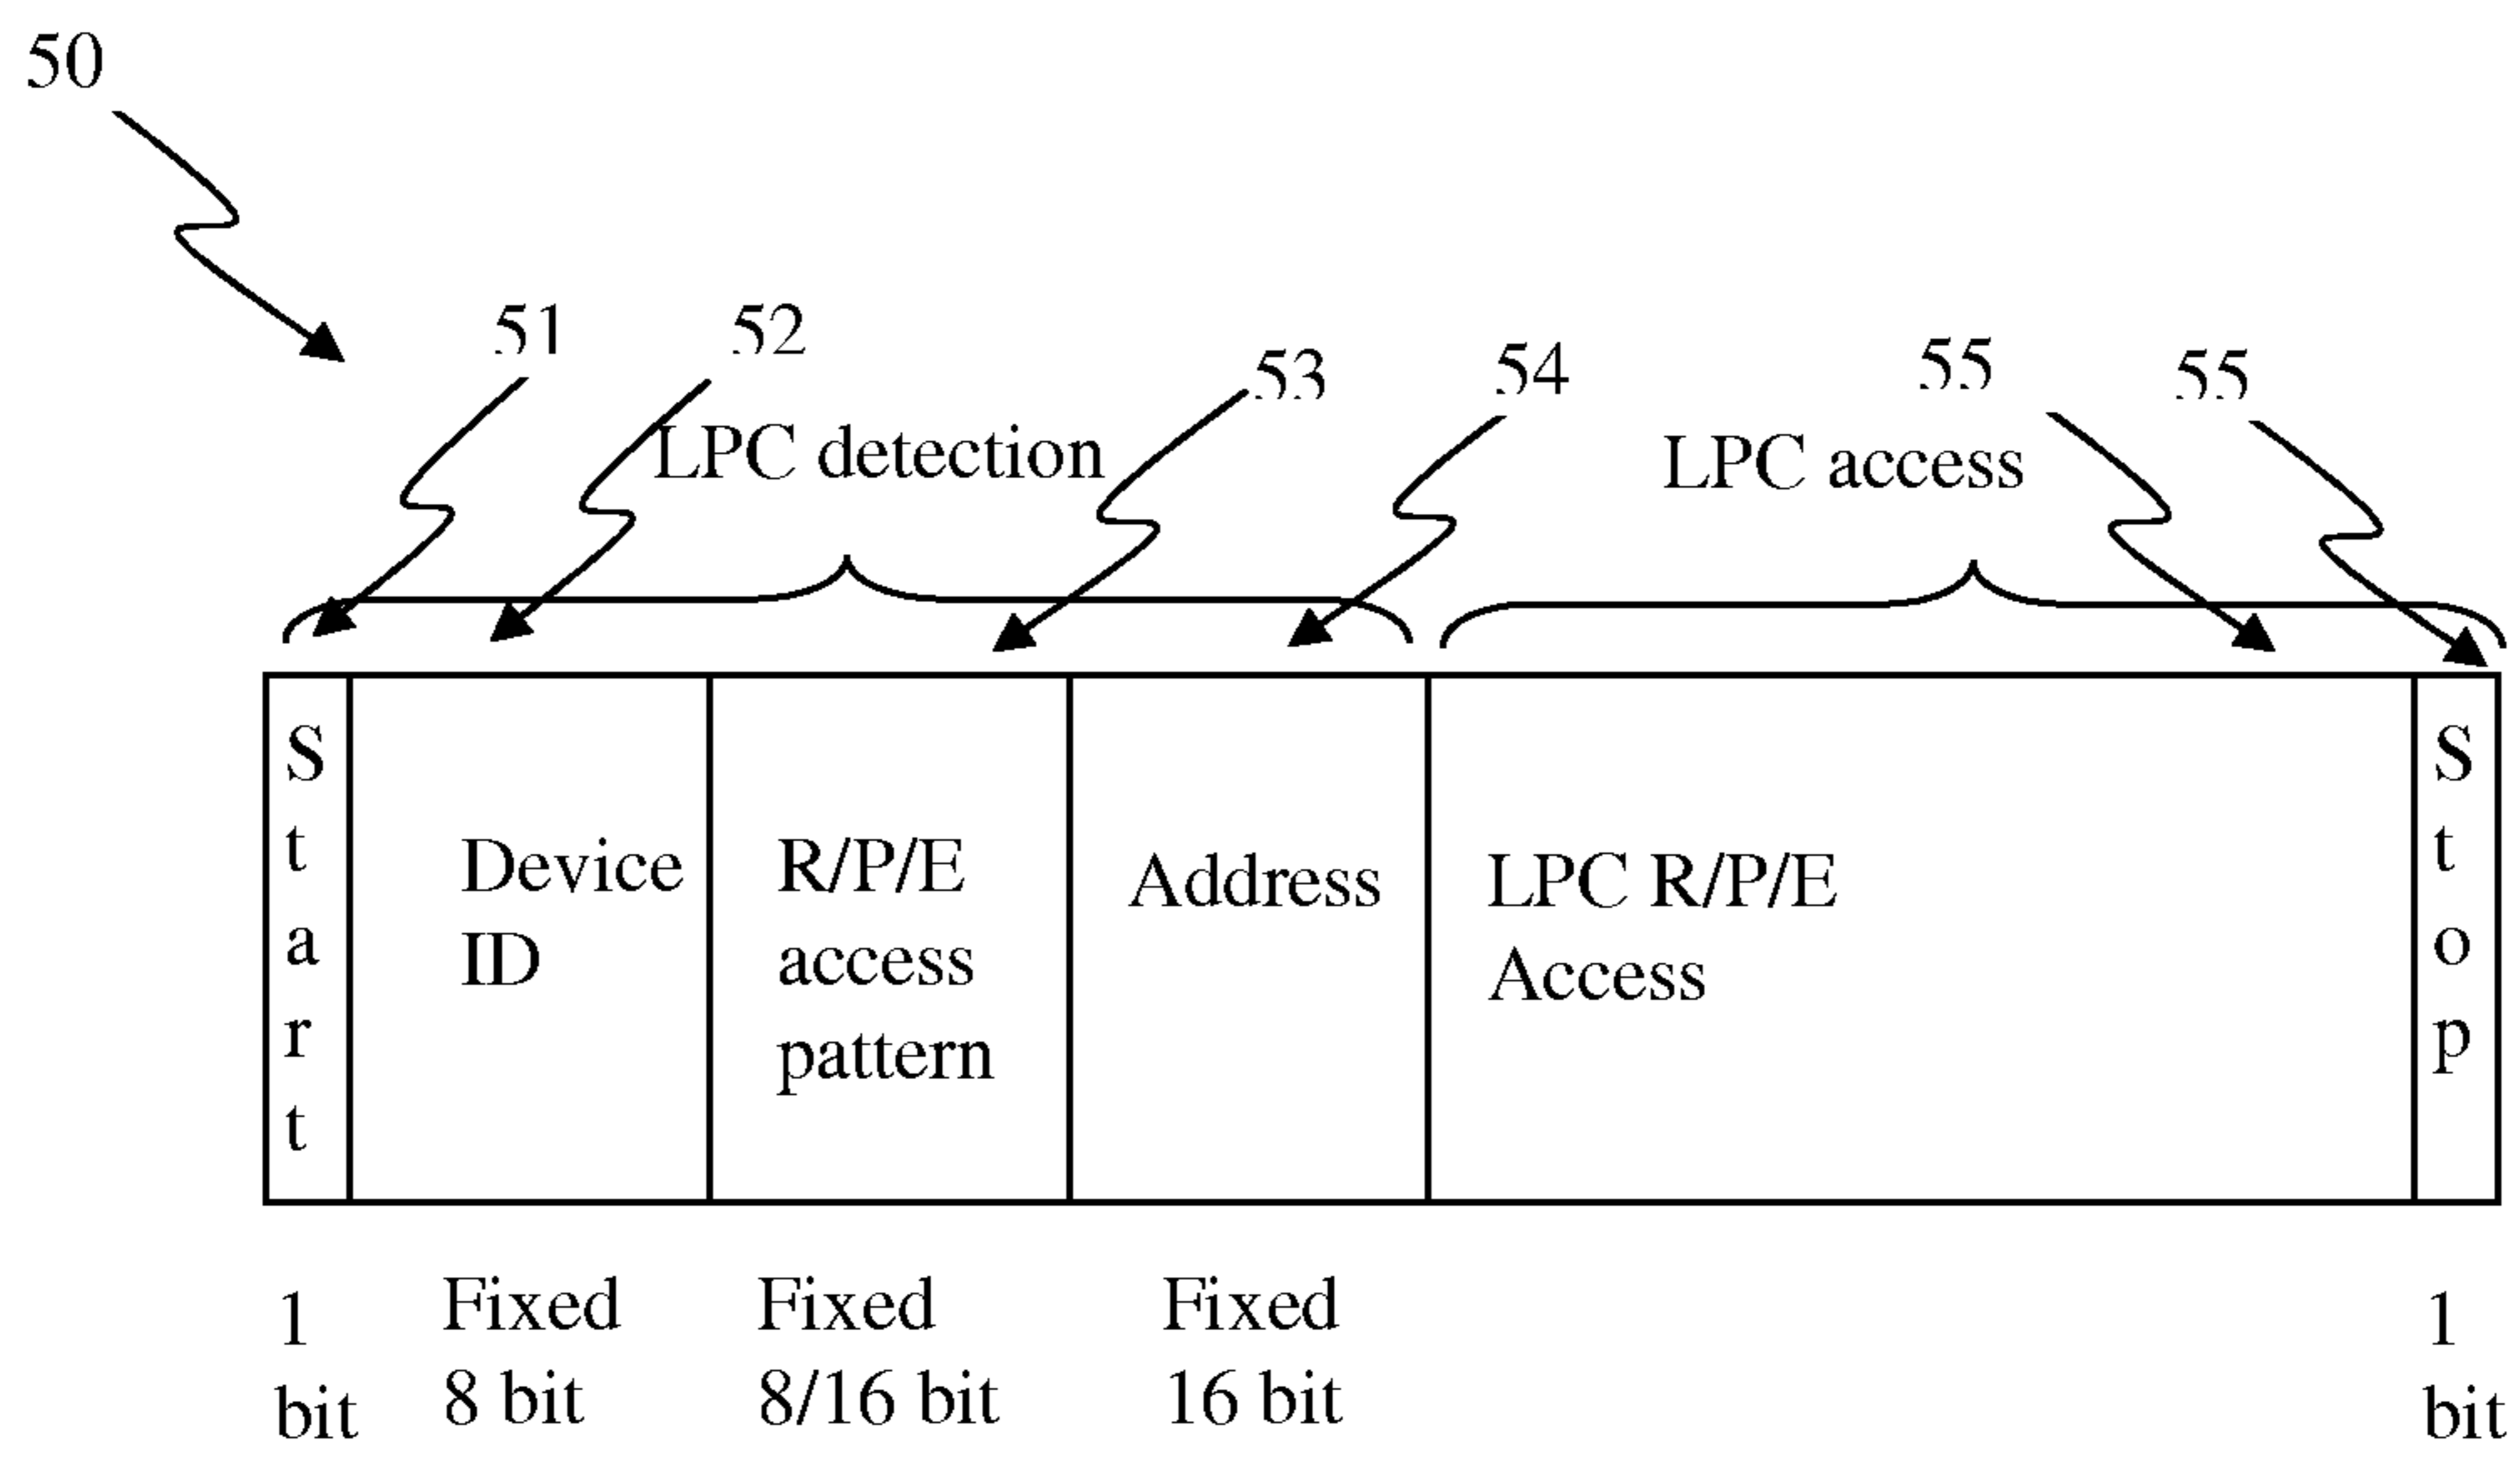 50
51
52
53
54
55
55
LPC detection
LPC access
S
t
a
r
t
Device
ID
R/P/E
access
pattern
Address
LPC R/P/E
Access
S
t
o
p
1
bit
Fixed
8 bit
Fixed
8/16 bit
Fixed
16 bit
1
bit